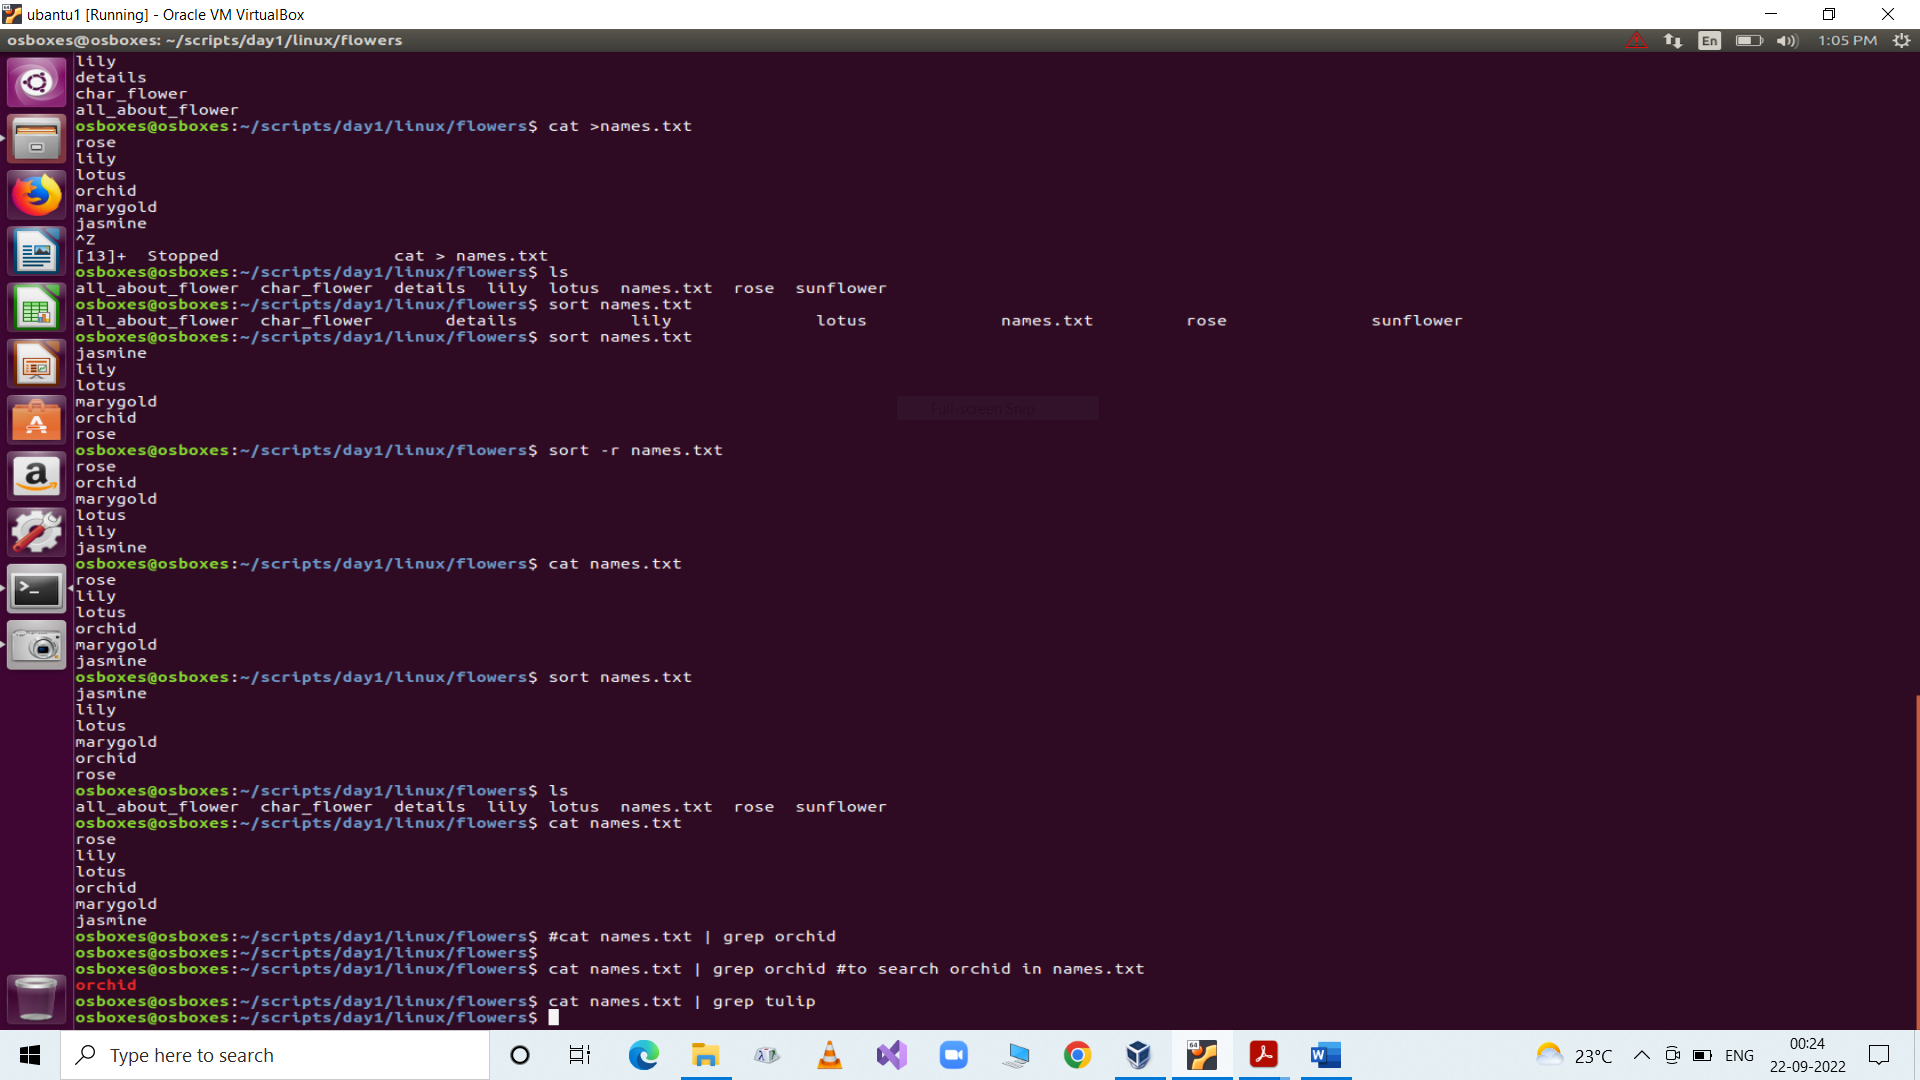 ubantu1 [Running] - Oracle VM VirtualBox
osboxes@osboxes: ~/scripts/day1/linux/flowers
En
1:05 PM
lily
details
char_flower
all_about_flower
osboxes@osboxes:~/scripts/day1/linux/flowers$ cat >names.txt
rose
lily
lotus
orchid
marygold
jasmine
^Z
[13]+  Stopped                 cat > names.txt
osboxes@osboxes:~/scripts/day1/linux/flowers$ ls
all_about_flower  char_flower  details  lily  lotus  names.txt  rose  sunflower
osboxes@osboxes:~/scripts/day1/linux/flowers$ sort names.txt
all_about_flower  char_flower       details           lily              lotus             names.txt         rose              sunflower
osboxes@osboxes:~/scripts/day1/linux/flowers$ sort names.txt
jasmine
lily
lotus
marygold
orchid
rose
Full-screen Snip
osboxes@osboxes:~/scripts/day1/linux/flowers$ sort -r names.txt
rose
orchid
marygold
lotus
lily
jasmine
osboxes@osboxes:~/scripts/day1/linux/flowers$ cat names.txt
rose
lily
lotus
orchid
marygold
jasmine
osboxes@osboxes:~/scripts/day1/linux/flowers$ sort names.txt
jasmine
lily
lotus
marygold
orchid
rose
osboxes@osboxes:~/scripts/day1/linux/flowers$ ls
all_about_flower  char_flower  details  lily  lotus  names.txt  rose  sunflower
osboxes@osboxes:~/scripts/day1/linux/flowers$ cat names.txt
rose
lily
lotus
orchid
marygold
jasmine
osboxes@osboxes:~/scripts/day1/linux/flowers$ #cat names.txt | grep orchid
osboxes@osboxes:~/scripts/day1/linux/flowers$
osboxes@osboxes:~/scripts/day1/linux/flowers$ cat names.txt | grep orchid #to search orchid in names.txt
orchid
osboxes@osboxes:~/scripts/day1/linux/flowers$ cat names.txt | grep tulip
osboxes@osboxes:~/scripts/day1/linux/flowers$
Type here to search
23°C
ENG
00:24
22-09-2022